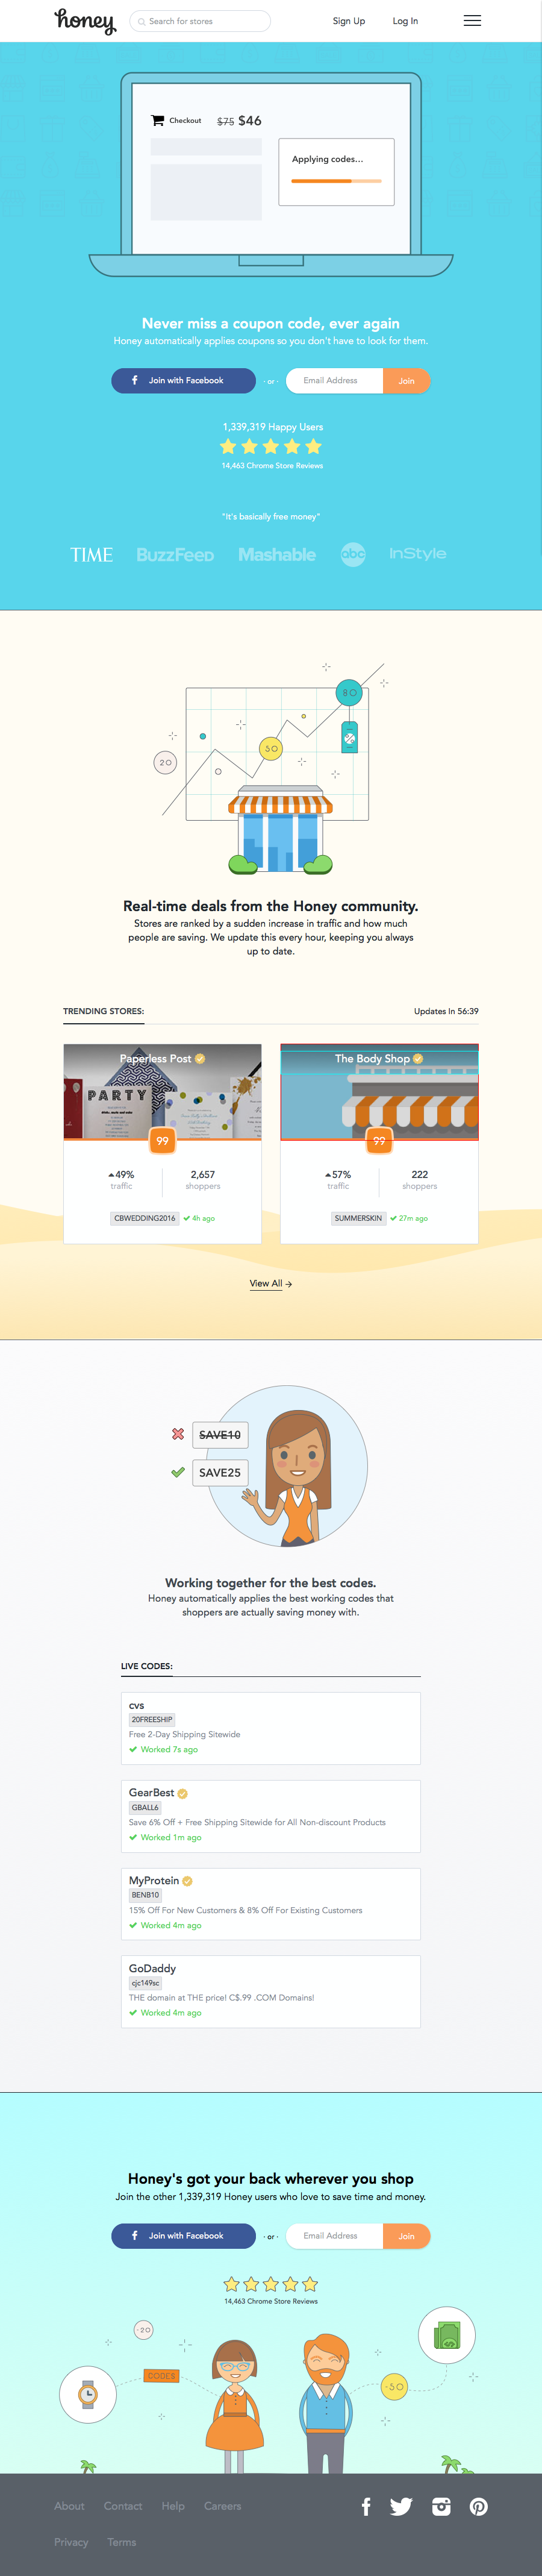 honey
Search for stores
Sign Up
Log In
Checkout
$75 $46
Applying codes...
Never miss a coupon code, ever again
Honey automatically applies coupons so you don't have to look for them.
Join with Facebook
· or ·
Email Address
Join
1,339,319 Happy Users
14,463 Chrome Store Reviews
"It's basically free money"
TIME
BuzzFeed
Mashable
abc
InStyle
80
50
20
Real-time deals from the Honey community.
Stores are ranked by a sudden increase in traffic and how much
people are saving. We update this every hour, keeping you always
up to date.
TRENDING STORES:
Updates In 56:39
Paperless Post
PARTY
99
49%
traffic
2,657
shoppers
CBWEDDING2016
4h ago
The Body Shop
99
57%
traffic
222
shoppers
SUMMERSKIN
27m ago
View All
SAVE10
SAVE25
Working together for the best codes.
Honey automatically applies the best working codes that
shoppers are actually saving money with.
LIVE CODES:
CVS
20FREESHIP
Free 2-Day Shipping Sitewide
Worked 7s ago
GearBest
GBALL6
Save 6% Off + Free Shipping Sitewide for All Non-discount Products
Worked 1m ago
MyProtein
BENB10
15% Off For New Customers & 8% Off For Existing Customers
Worked 4m ago
GoDaddy
cjc149sc
THE domain at THE price! C$.99 .COM Domains!
Worked 4m ago
Honey's got your back wherever you shop
Join the other 1,339,319 Honey users who love to save time and money.
Join with Facebook
· or ·
Email Address
Join
14,463 Chrome Store Reviews
-20
CODES
-50
About
Contact
Help
Careers
Privacy
Terms